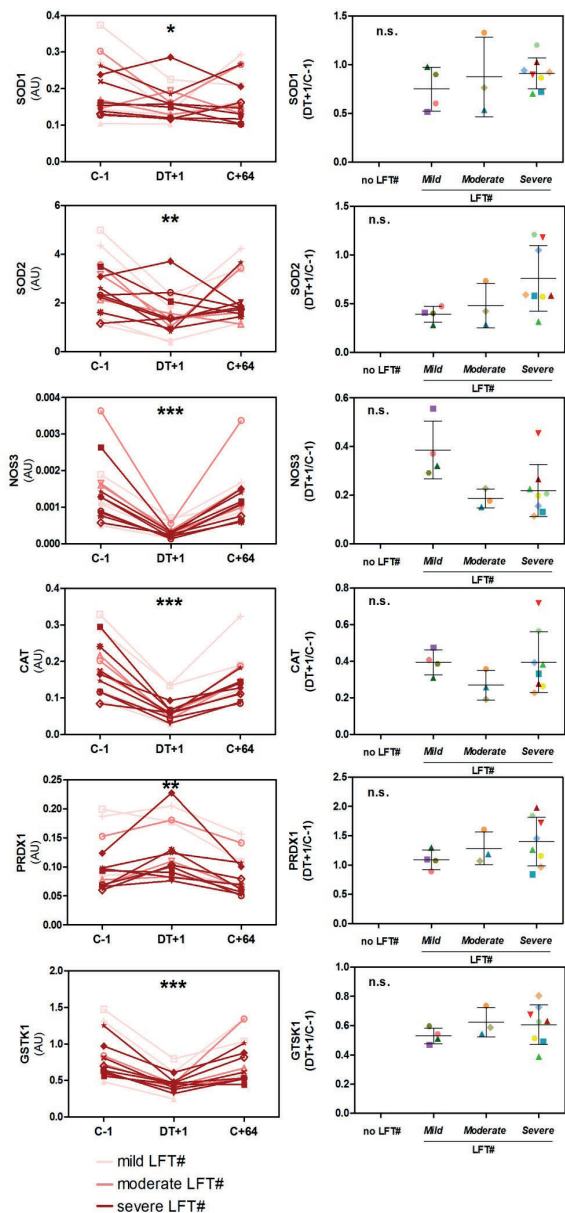 SOD1
(AU)
0.4
0.3
0.2
0.1
0.0
*
C-1 DT+1 C+64
SOD1
(DT+1/C-1)
1.5
1.0
0.5
0.0
n.s.
no LFT# Mild Moderate Severe
LFT#
SOD2
(AU)
6
4
2
0
**
C-1 DT+1 C+64
SOD2
(DT+1/C-1)
1.5
1.0
0.5
0.0
n.s.
no LFT# Mild Moderate Severe
LFT#
NOS3
(AU)
0.004
0.003
0.002
0.001
0.000
***
C-1 DT+1 C+64
NOS3
(DT+1/C-1)
0.6
0.4
0.2
0.0
n.s.
no LFT# Mild Moderate Severe
LFT#
CAT
(AU)
0.4
0.3
0.2
0.1
0.0
***
C-1 DT+1 C+64
CAT
(DT+1/C-1)
0.8
0.6
0.4
0.2
0.0
n.s.
no LFT# Mild Moderate Severe
LFT#
PRDX1
(AU)
0.25
0.20
0.15
0.10
0.05
0.00
**
C-1 DT+1 C+64
PRDX1
(DT+1/C-1)
2.5
2.0
1.5
1.0
0.5
0.0
n.s.
no LFT# Mild Moderate Severe
LFT#
GSTK1
(AU)
2.0
1.5
1.0
0.5
0.0
***
C-1 DT+1 C+64
GTSK1
(DT+1/C-1)
1.0
0.8
0.6
0.4
0.2
0.0
n.s.
no LFT# Mild Moderate Severe
LFT#
mild LFT#
moderate LFT#
severe LFT#